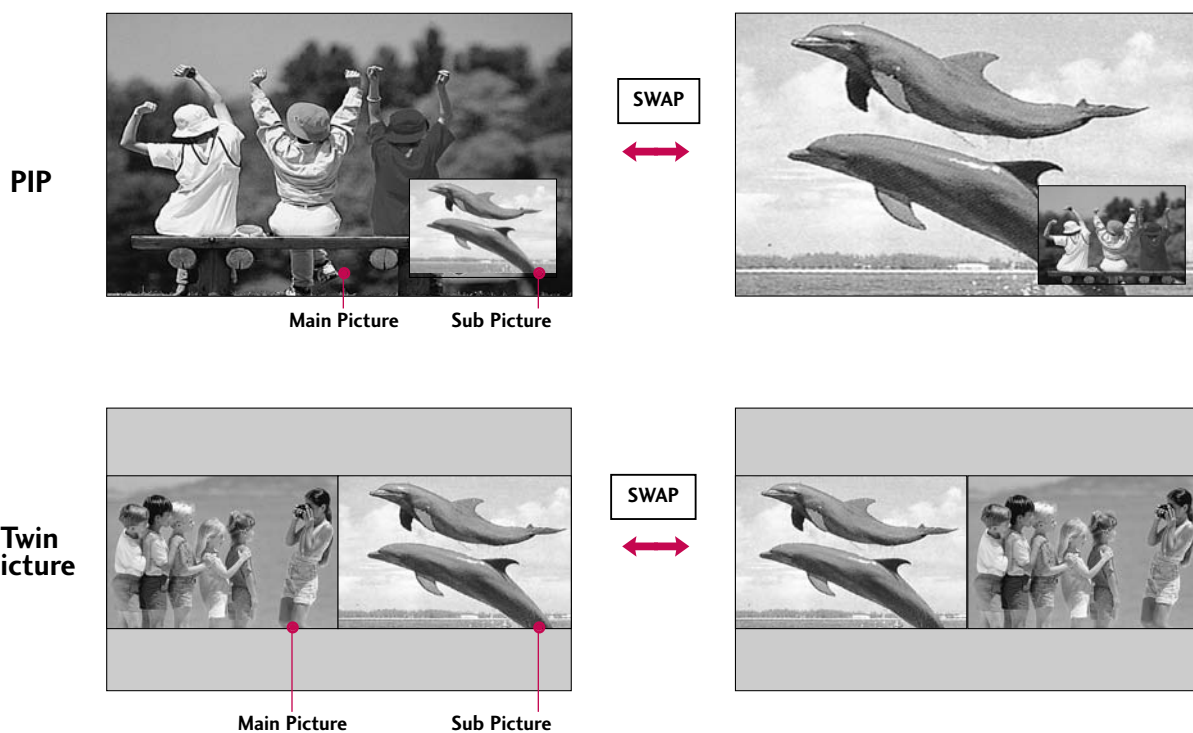 PIP
SWAP
Main Picture
Sub Picture
Twin
icture
SWAP
Main Picture
Sub Picture